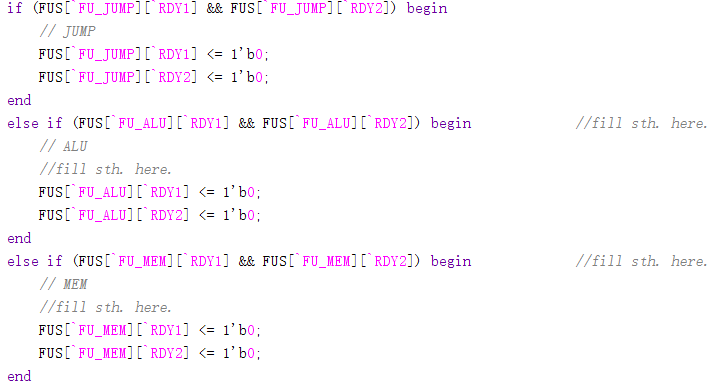 if (FUS[`FU_JUMP][`RDY1] && FUS[`FU_JUMP][`RDY2]) begin
    // JUMP
    FUS[`FU_JUMP][`RDY1] <= 1'b0;
    FUS[`FU_JUMP][`RDY2] <= 1'b0;
end
else if (FUS[`FU_ALU][`RDY1] && FUS[`FU_ALU][`RDY2]) begin             //fill sth. here.
    // ALU
    //fill sth. here.
    FUS[`FU_ALU][`RDY1] <= 1'b0;
    FUS[`FU_ALU][`RDY2] <= 1'b0;
end
else if (FUS[`FU_MEM][`RDY1] && FUS[`FU_MEM][`RDY2]) begin             //fill sth. here.
    // MEM
    //fill sth. here.
    FUS[`FU_MEM][`RDY1] <= 1'b0;
    FUS[`FU_MEM][`RDY2] <= 1'b0;
end